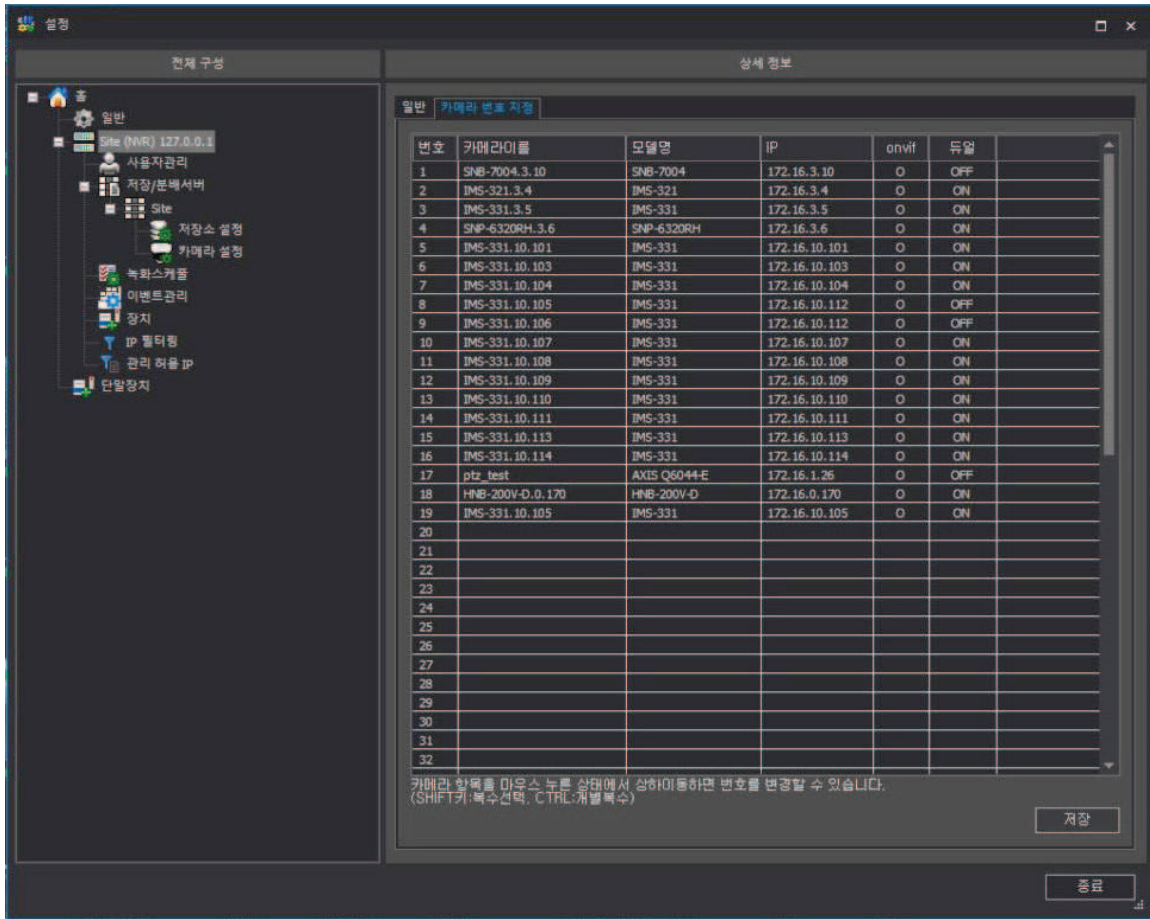 설정
전체 구성
상세 정보
홈
일반
Site (NVR) 127.0.0.1
사용자관리
저장/분배서버
Site
저장소 설정
카메라 설정
녹화스케줄
이벤트관리
장치
IP 필터링
관리 허용 IP
단말장치
일반 카메라 번호 지정
번호 카메라이름 모델명 IP onvif 듀얼
1 SNB-7004.3.10 SNB-7004 172.16.3.10 O OFF
2 IMS-321.3.4 IMS-321 172.16.3.4 O ON
3 IMS-331.3.5 IMS-331 172.16.3.5 O ON
4 SNP-6320RH.3.6 SNP-6320RH 172.16.3.6 O ON
5 IMS-331.10.101 IMS-331 172.16.10.101 O ON
6 IMS-331.10.103 IMS-331 172.16.10.103 O ON
7 IMS-331.10.104 IMS-331 172.16.10.104 O ON
8 IMS-331.10.105 IMS-331 172.16.10.112 O OFF
9 IMS-331.10.106 IMS-331 172.16.10.112 O OFF
10 IMS-331.10.107 IMS-331 172.16.10.107 O ON
11 IMS-331.10.108 IMS-331 172.16.10.108 O ON
12 IMS-331.10.109 IMS-331 172.16.10.109 O ON
13 IMS-331.10.110 IMS-331 172.16.10.110 O ON
14 IMS-331.10.111 IMS-331 172.16.10.111 O ON
15 IMS-331.10.113 IMS-331 172.16.10.113 O ON
16 IMS-331.10.114 IMS-331 172.16.10.114 O ON
17 ptz_test AXIS Q6044-E 172.16.1.26 O OFF
18 HNB-200V-D.0.170 HNB-200V-D 172.16.0.170 O ON
19 IMS-331.10.105 IMS-331 172.16.10.105 O ON
20
21
22
23
24
25
26
27
28
29
30
31
32
카메라 항목을 마우스 누른 상태에서 상하이동하면 번호를 변경할 수 있습니다.
(SHIFT키:복수선택, CTRL:개별복수)
저장
종료